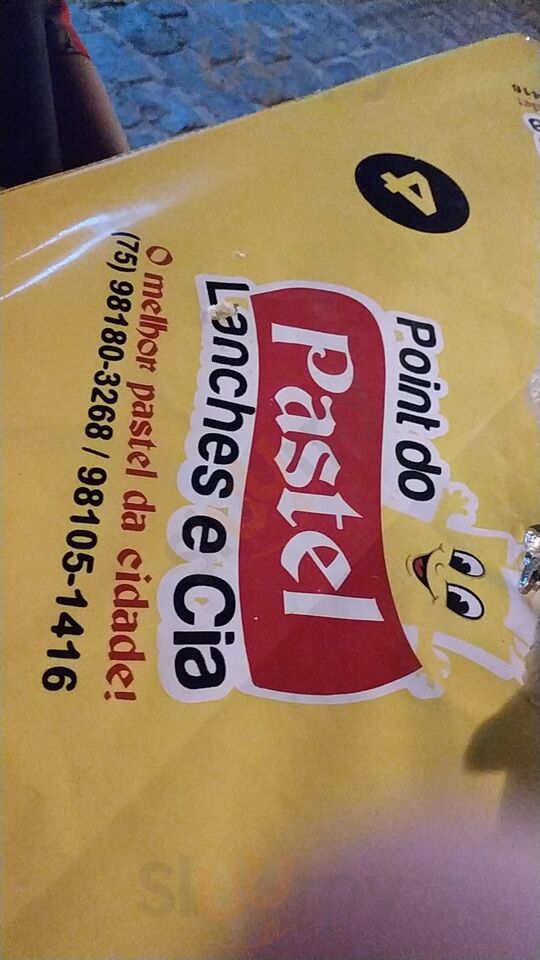 4
Point do
Pastel
Lanches e Cia
O melhor pastel da cidade!
(75) 98180-3268 / 98105-1416